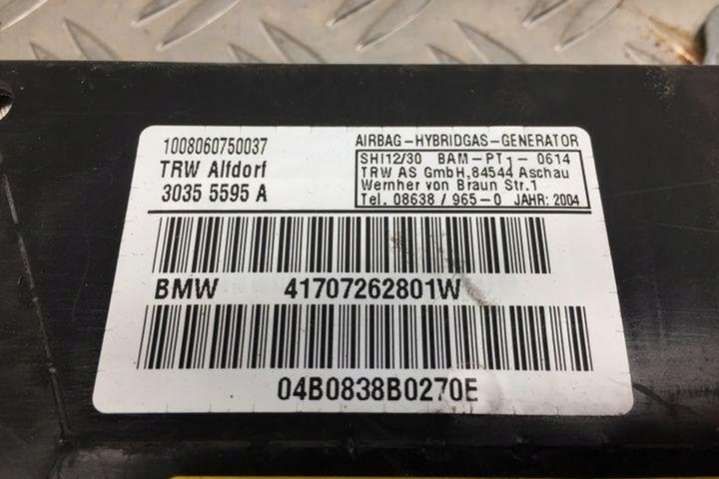 1008060750037
TRW Alfdorf
3035 5595 A
AIRBAG-HYBRIDGAS-GENERATOR
SHI12/30 BAM-PT1-0614
TRW AS GmbH,84544 Aschau
Wernher von Braun Str.1
Tel. 08638 / 965-0 JAHR: 2004
BMW 41707262801W
04B0838B0270E